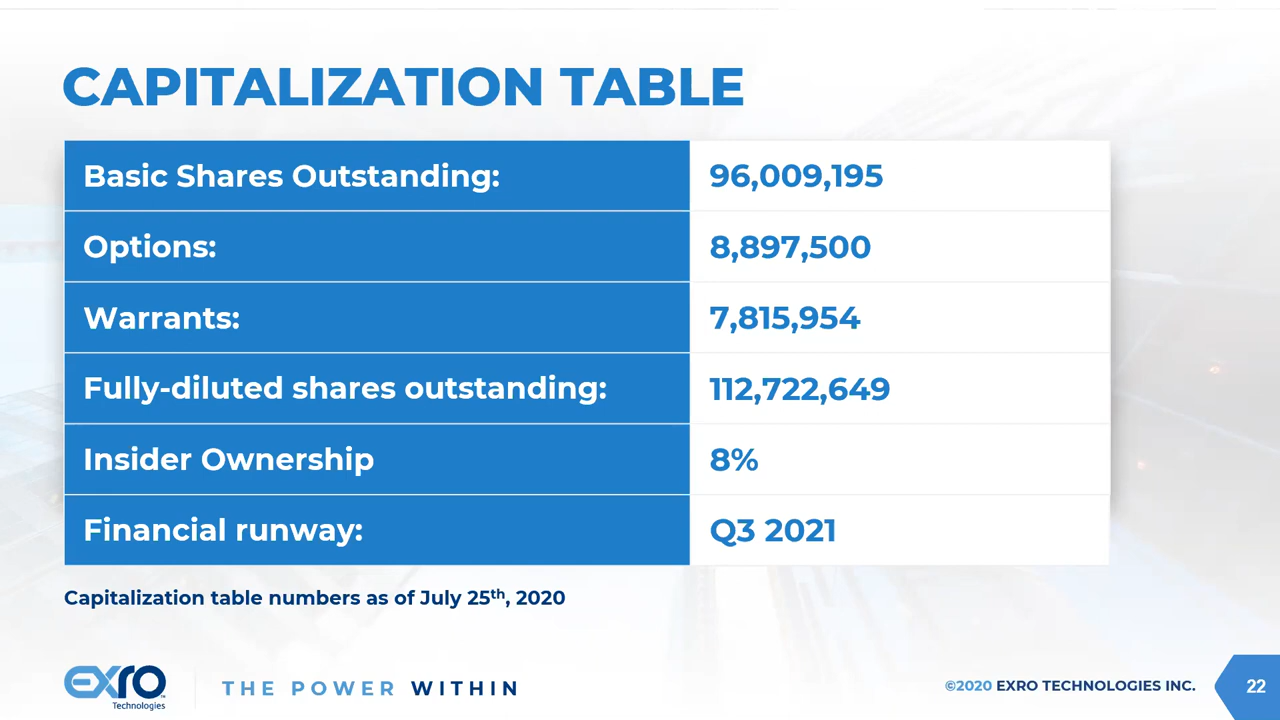 CAPITALIZATION TABLE
Basic Shares Outstanding: 96,009,195
Options: 8,897,500
Warrants: 7,815,954
Fully-diluted shares outstanding: 112,722,649
Insider Ownership 8%
Financial runway: Q3 2021
Capitalization table numbers as of July 25th, 2020
exro Technologies
THE POWER WITHIN
©2020 EXRO TECHNOLOGIES INC.
22